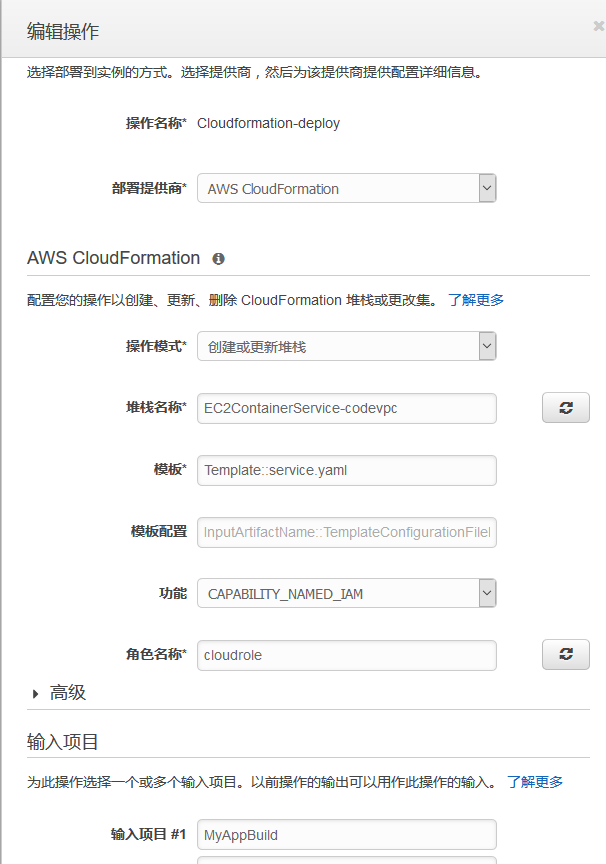 编辑操作
选择部署到实例的方式。选择提供商，然后为该提供商提供配置详细信息。
操作名称* Cloudformation-deploy
部署提供商* AWS CloudFormation
AWS CloudFormation
配置您的操作以创建、更新、删除 CloudFormation 堆栈或更改集。 了解更多
操作模式* 创建或更新堆栈
堆栈名称* EC2ContainerService-codevpc
模板* Template::service.yaml
模板配置 InputArtifactName::TemplateConfigurationFile
功能 CAPABILITY_NAMED_IAM
角色名称* cloudrole
高级
输入项目
为此操作选择一个或多个输入项目。以前操作的输出可以用作此操作的输入。 了解更多
输入项目 #1 MyAppBuild